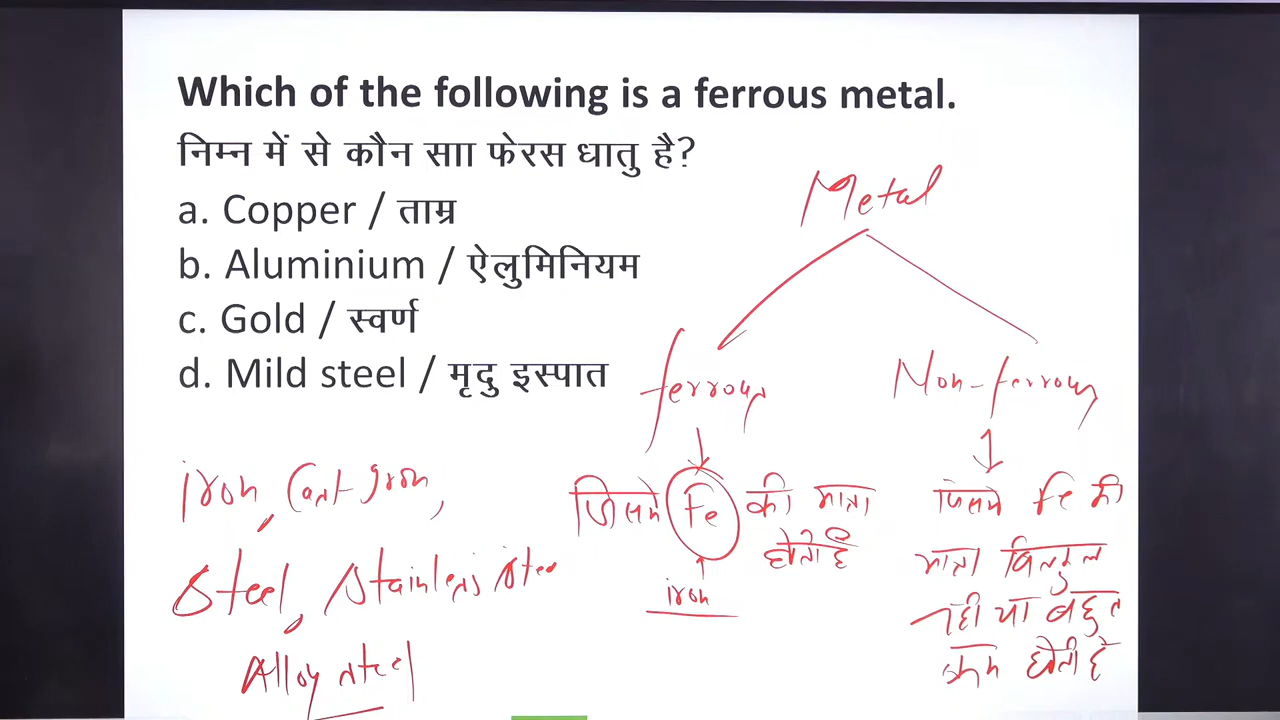 Which of the following is a ferrous metal.
निम्न में से कौन साा फेरस धातु है?
a. Copper / ताम्र
b. Aluminium / ऐलुमिनियम
c. Gold / स्वर्ण
d. Mild steel / मृदु इस्पात
Metal
ferrous
Non-ferrous
जिसमे Fe की मात्रा
होती है
iron
जिसमे Fe की
मात्रा बिल्कुल
नही या बहुत
कम होती है
iron, Cast Iron,
Steel, Stainless steel
Alloy steel